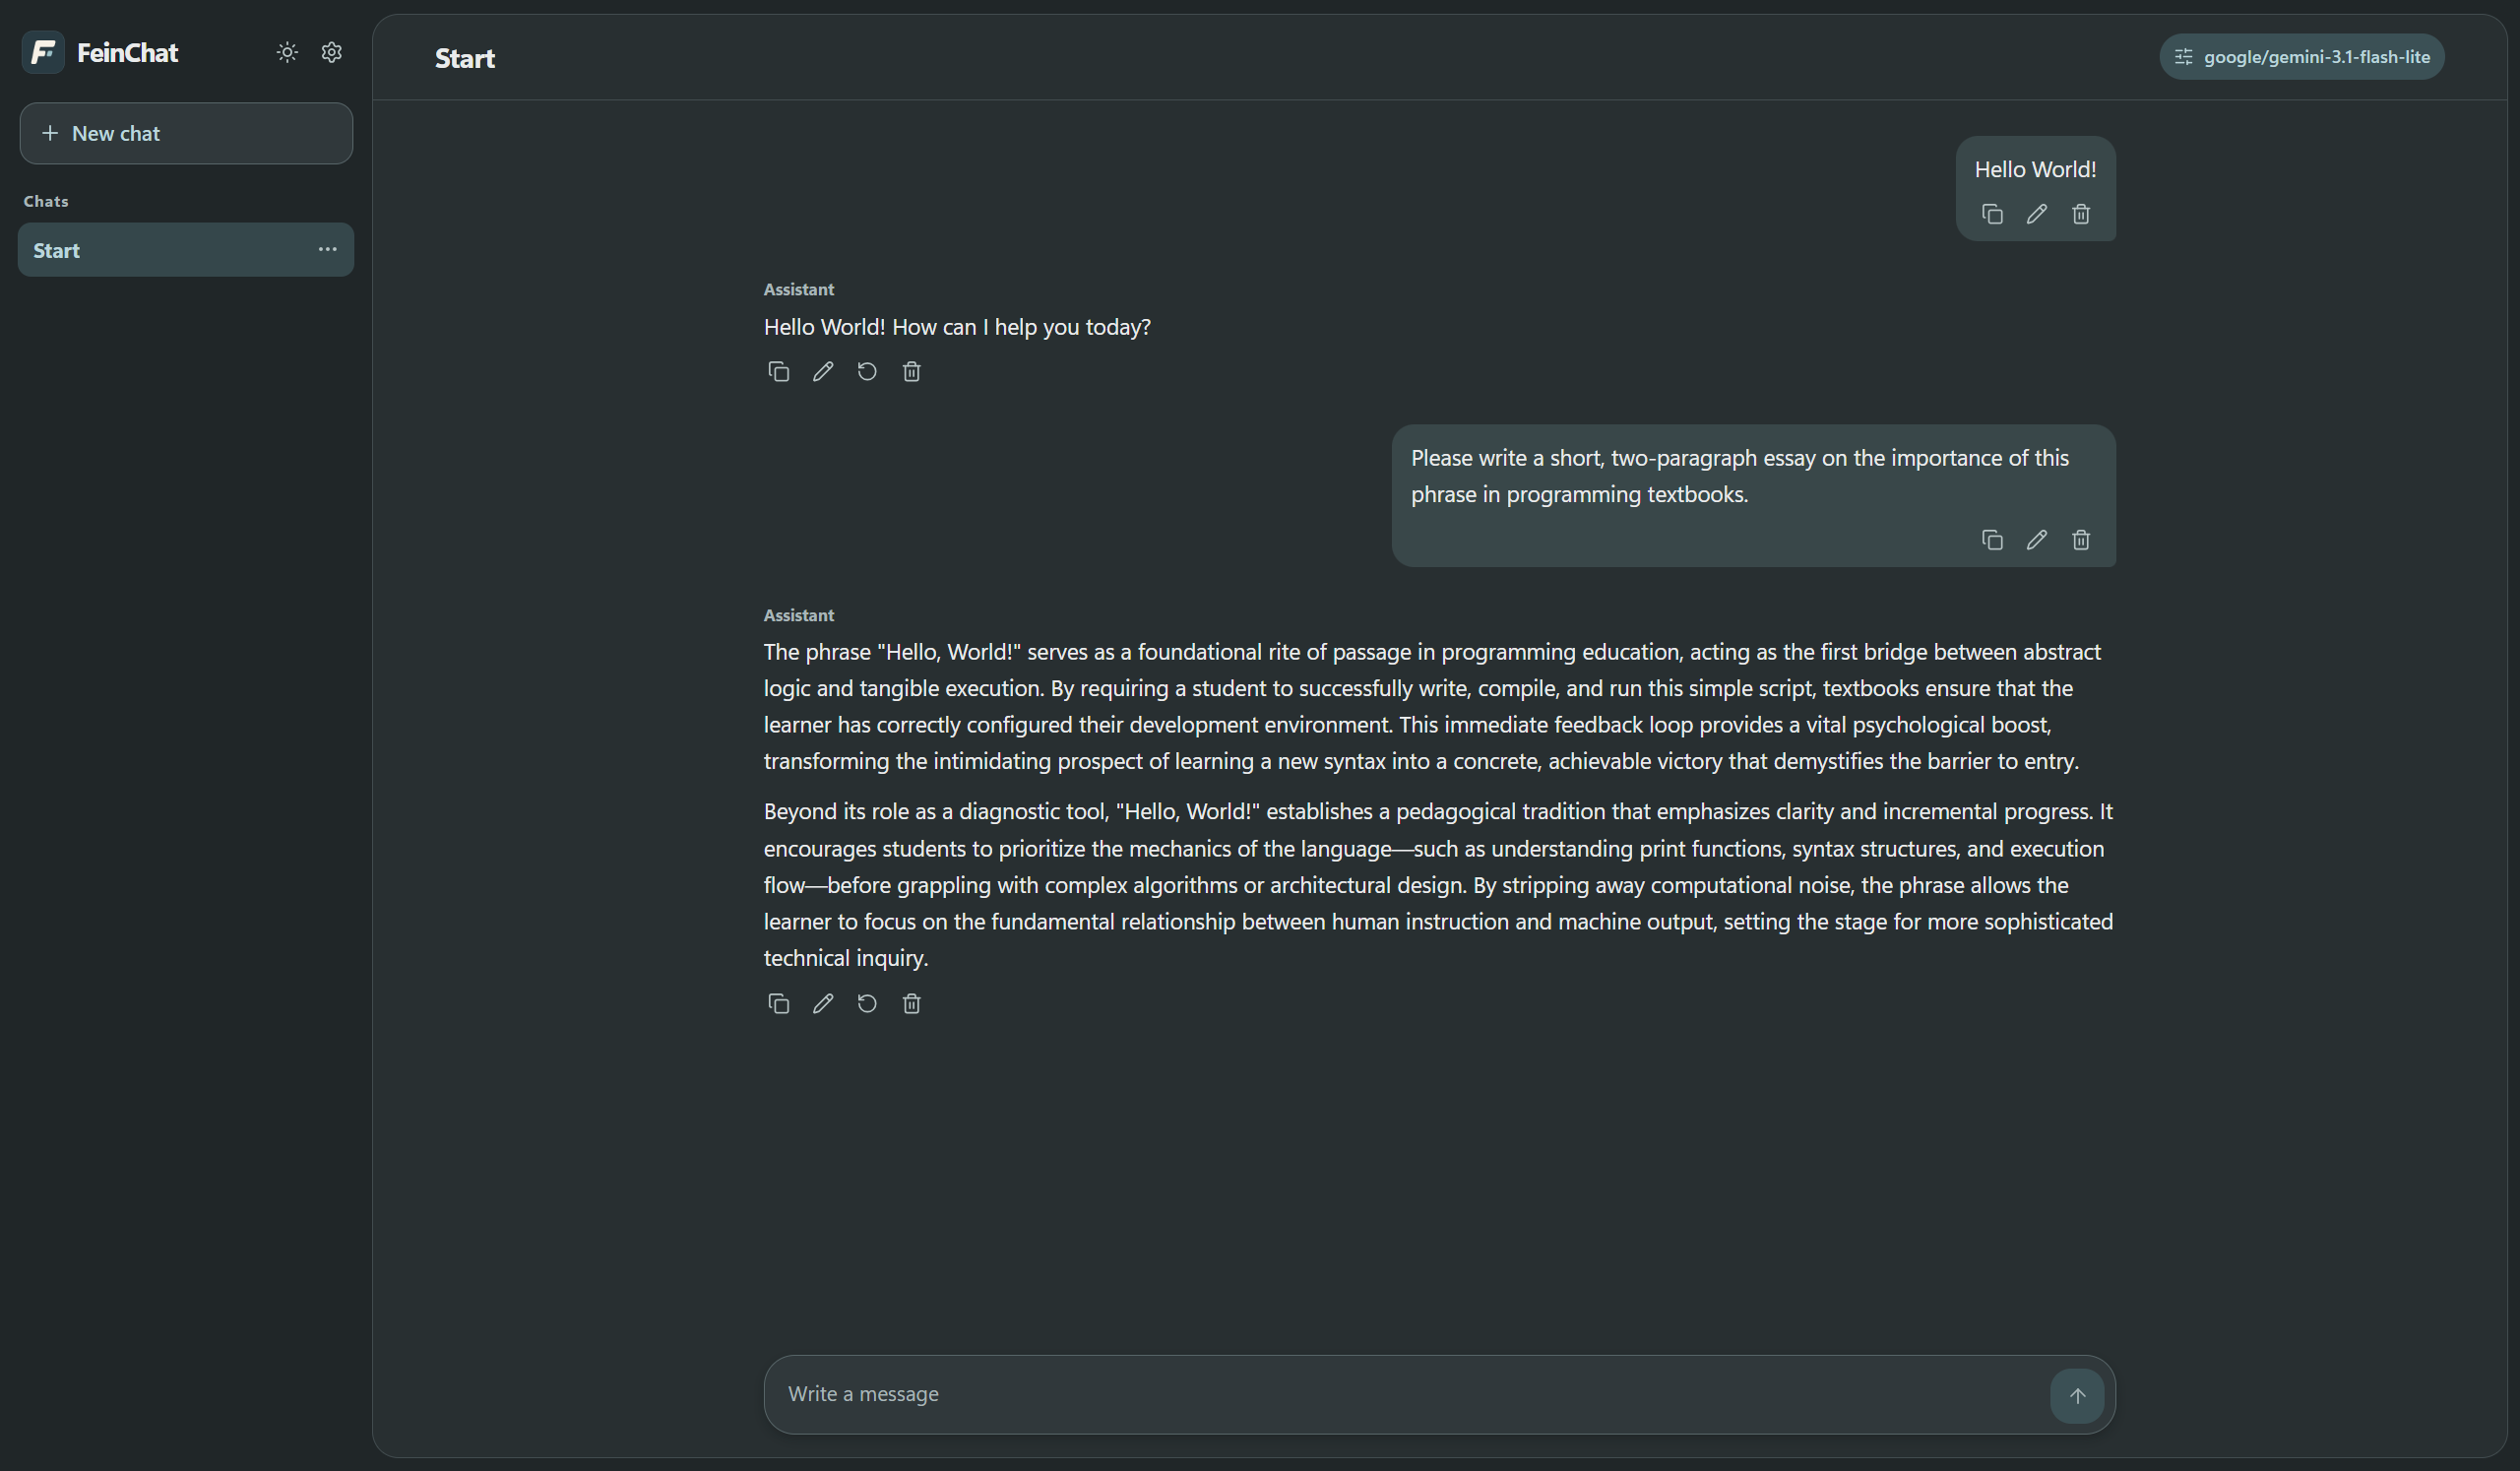 FeinChat
New chat
Chats
Start
Start
google/gemini-3.1-flash-lite
Hello World!
Assistant
Hello World! How can I help you today?
Please write a short, two-paragraph essay on the importance of this
phrase in programming textbooks.
Assistant
The phrase "Hello, World!" serves as a foundational rite of passage in programming education, acting as the first bridge between abstract
logic and tangible execution. By requiring a student to successfully write, compile, and run this simple script, textbooks ensure that the
learner has correctly configured their development environment. This immediate feedback loop provides a vital psychological boost,
transforming the intimidating prospect of learning a new syntax into a concrete, achievable victory that demystifies the barrier to entry.
Beyond its role as a diagnostic tool, "Hello, World!" establishes a pedagogical tradition that emphasizes clarity and incremental progress. It
encourages students to prioritize the mechanics of the language—such as understanding print functions, syntax structures, and execution
flow—before grappling with complex algorithms or architectural design. By stripping away computational noise, the phrase allows the
learner to focus on the fundamental relationship between human instruction and machine output, setting the stage for more sophisticated
technical inquiry.
Write a message